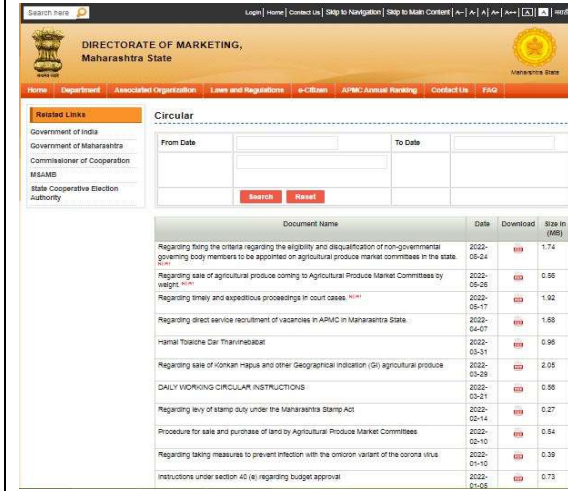 Search here
Login | Home | Contact Us | Skip to Navigation | Skip to Main Content | A-- | A- | A | A+ | A++ | A | A | मराठी
DIRECTORATE OF MARKETING,
Maharashtra State
Maharashtra State
Home Department Associated Organization Laws and Regulations e-Citizen APMC Annual Ranking Contact Us FAQ
Related Links
Government of India
Government of Maharashtra
Commissioner of Cooperation
MSAMB
State Cooperative Election
Authority
Circular
From Date To Date
Search Reset
Document Name Date Download Size in (MB)
Regarding fixing the criteria regarding the eligibility and disqualification of non-governmental
governing body members to be appointed on agricultural produce market committees in the state. 2022-06-24 1.74
NEW!
Regarding sale of agricultural produce coming to Agricultural Produce Market Committees by
weight. NEW! 2022-05-26 0.56
Regarding timely and expeditious proceedings in court cases. NEW! 2022-05-17 1.92
Regarding direct service recruitment of vacancies in APMC in Maharashtra State. 2022-04-07 1.68
Hamal Tolaiche Dar Tharvinebabat 2022-03-31 0.96
Regarding sale of Konkan Hapus and other Geographical Indication (GI) agricultural produce 2022-03-29 2.05
DAILY WORKING CIRCULAR INSTRUCTIONS 2022-03-21 0.56
Regarding levy of stamp duty under the Maharashtra Stamp Act 2022-02-14 0.27
Procedure for sale and purchase of land by Agricultural Produce Market Committees 2022-02-10 0.54
Regarding taking measures to prevent infection with the omicron variant of the corona virus 2022-01-10 0.39
Instructions under section 40 (e) regarding budget approval 2022-01-05 0.73